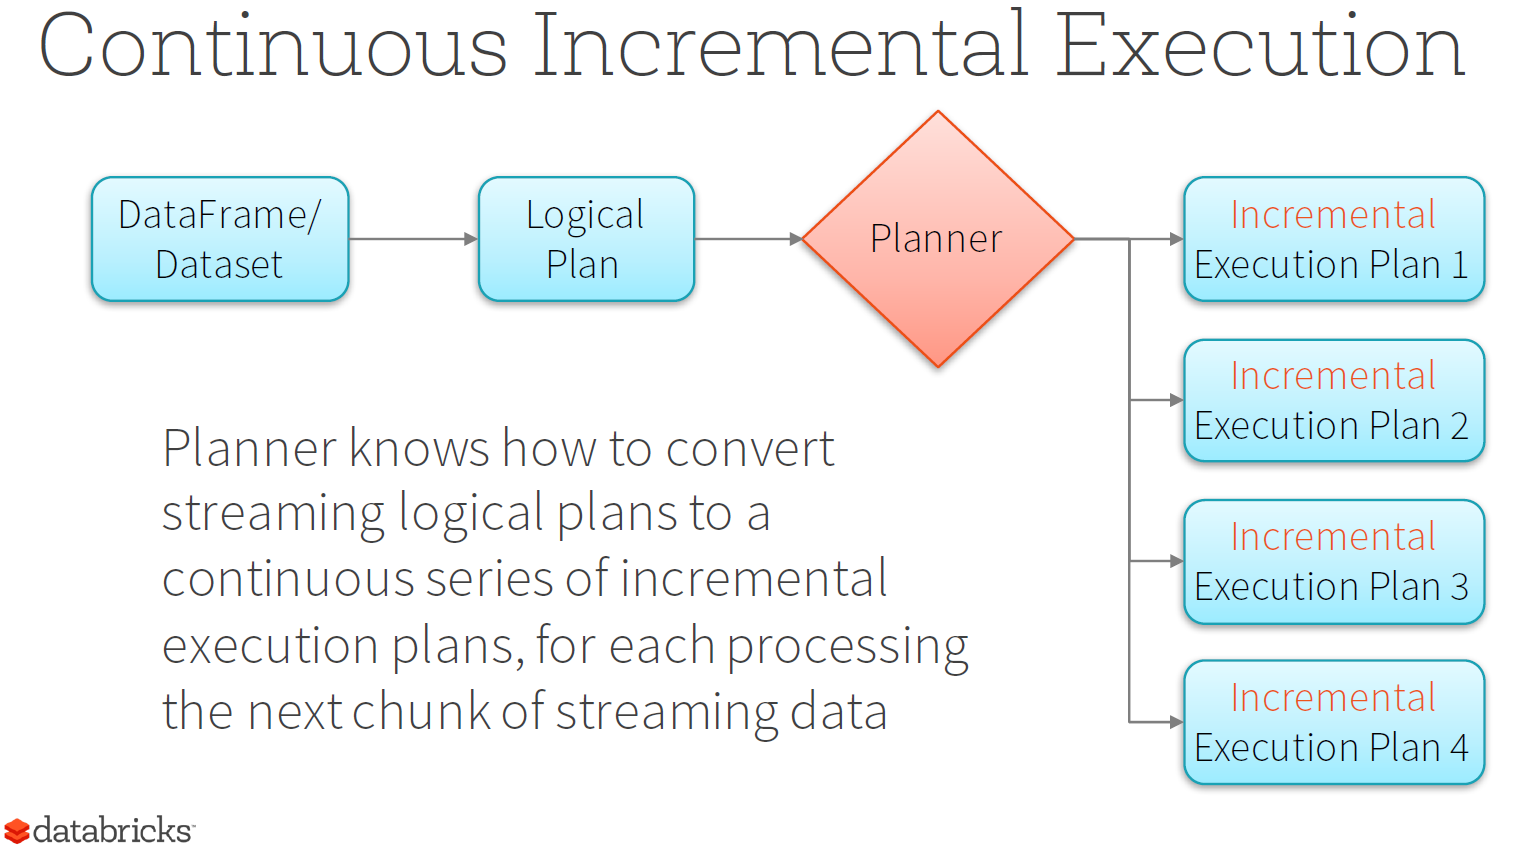 Continuous Incremental Execution
DataFrame/
Dataset
Logical
Plan
Planner
Incremental
Execution Plan 1
Incremental
Execution Plan 2
Incremental
Execution Plan 3
Incremental
Execution Plan 4
Planner knows how to convert
streaming logical plans to a
continuous series of incremental
execution plans, for each processing
the next chunk of streaming data
databricks™